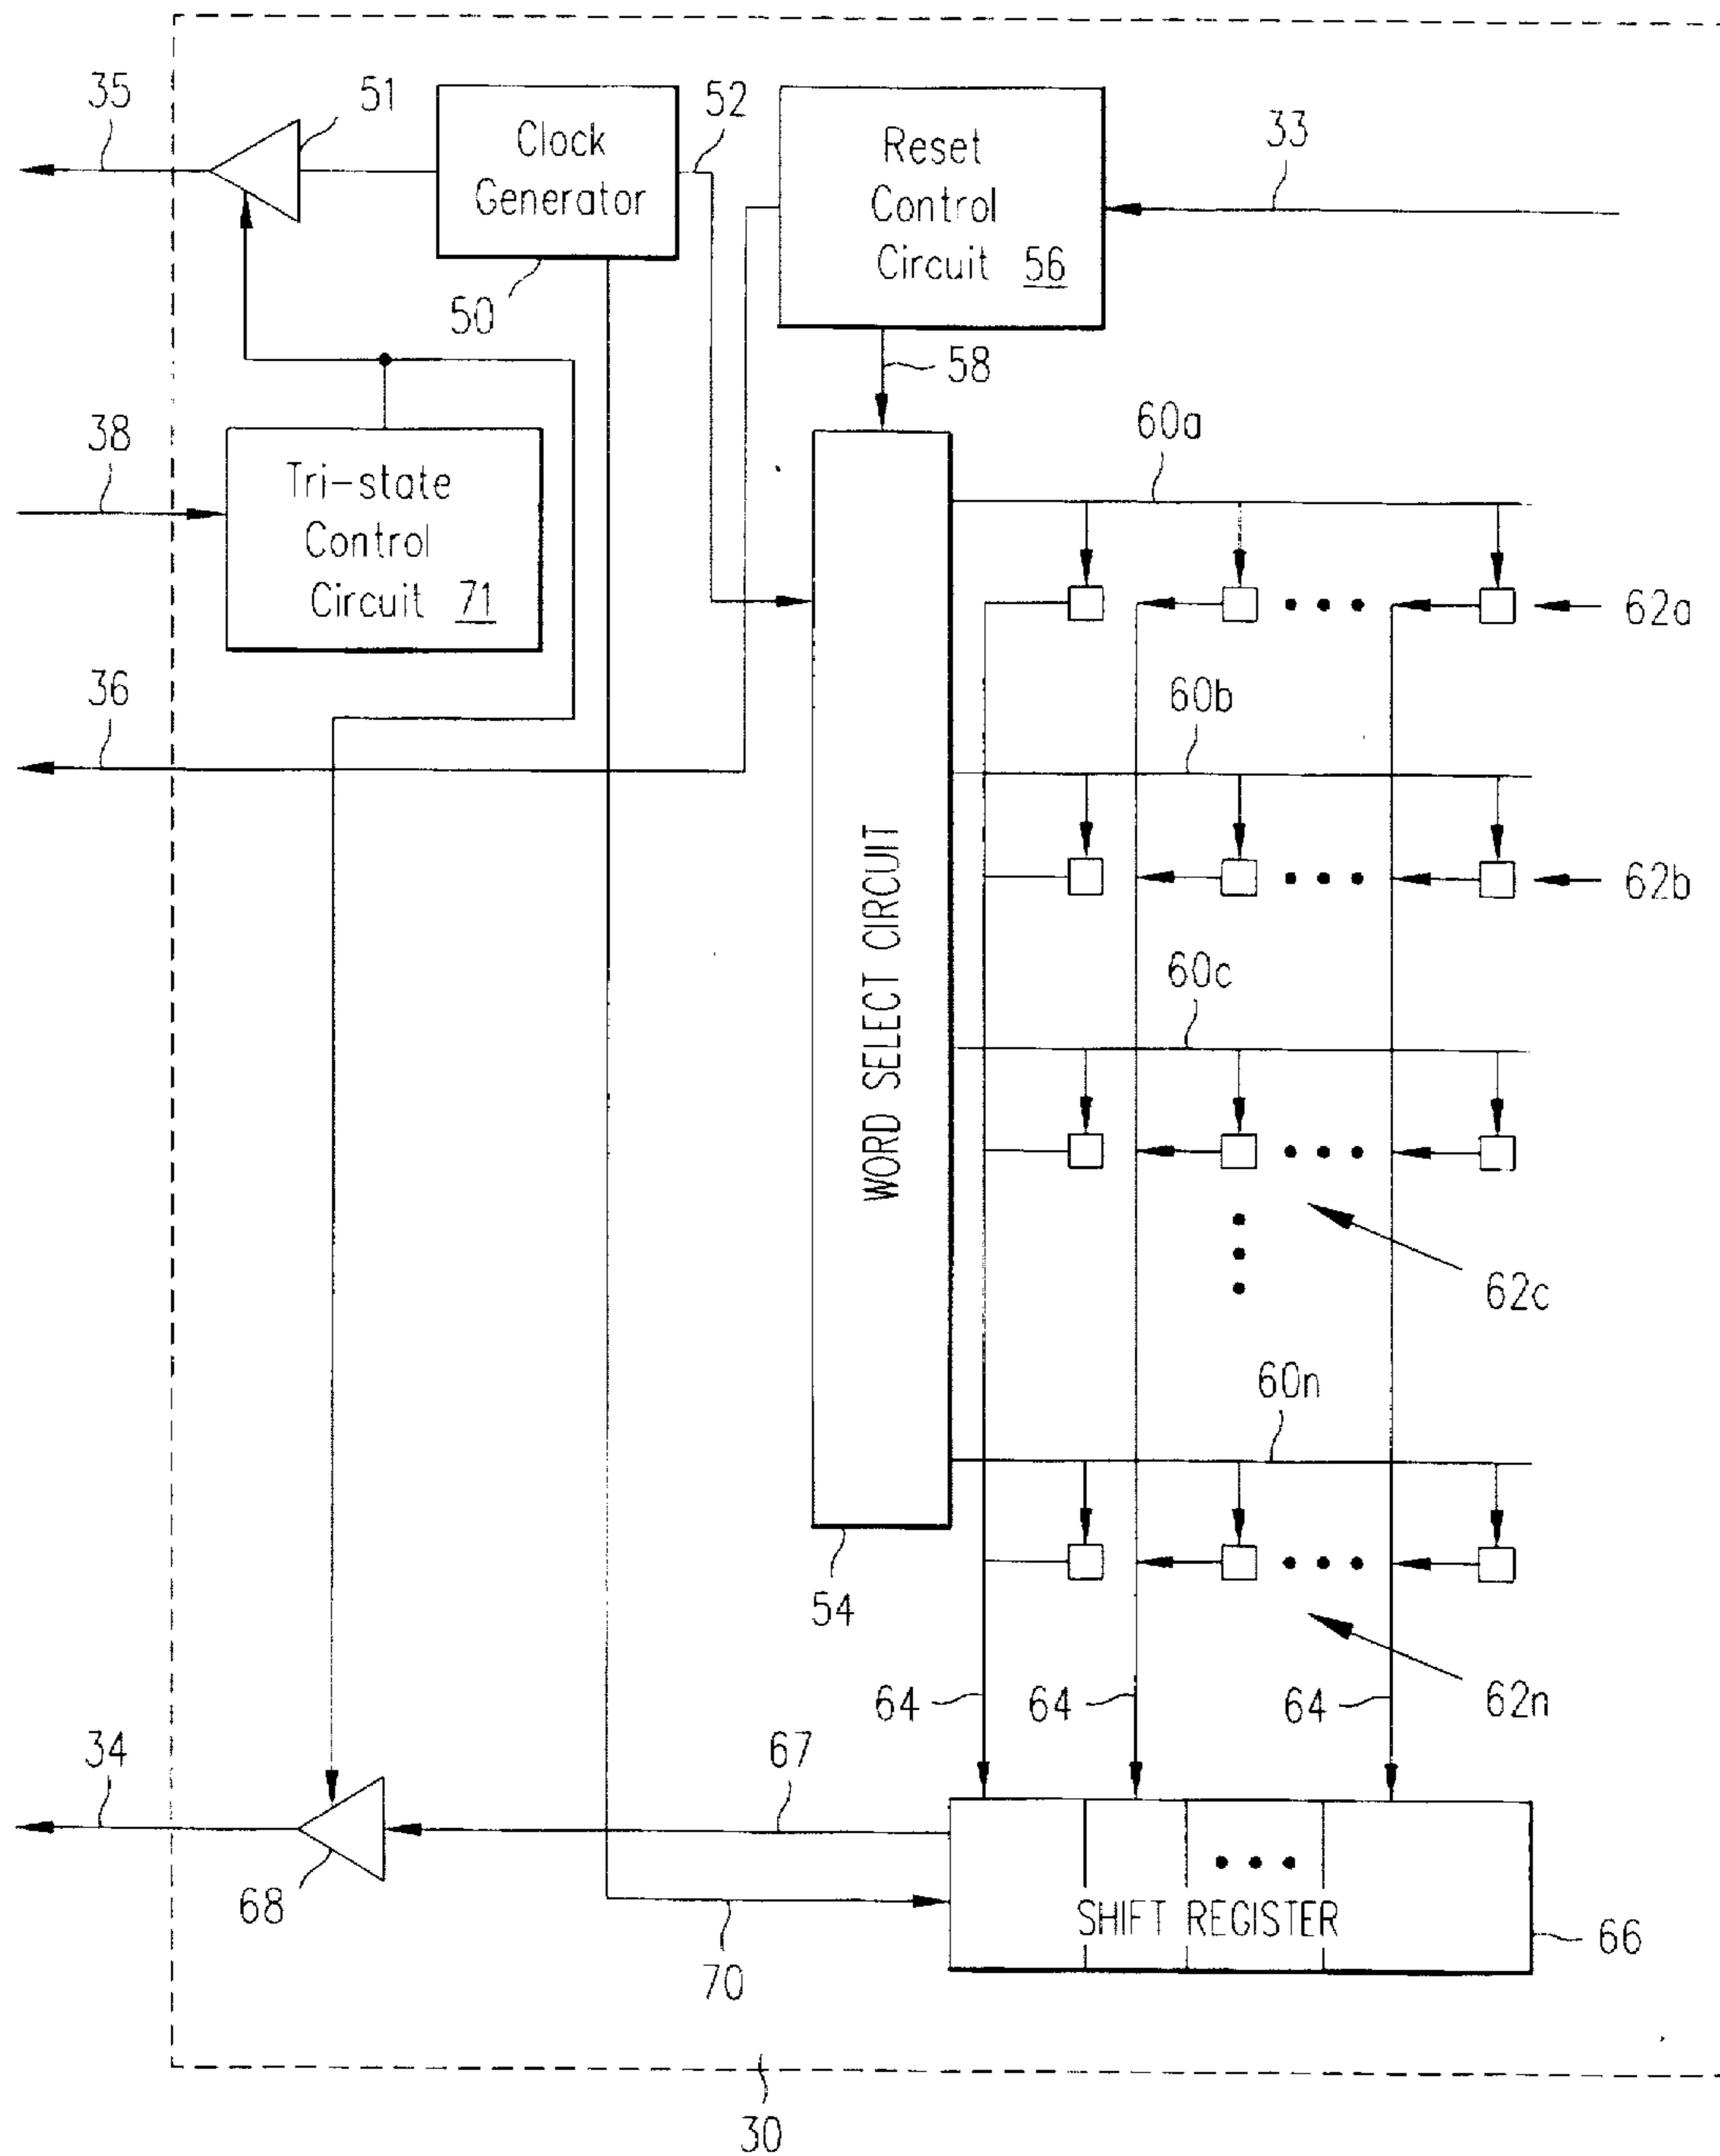 35
51
Clock
Generator
52
Reset
Control
Circuit 56
33
50
58
38
Tri-state
Control
Circuit 71
60a
62a
36
60b
62b
WORD SELECT CIRCUIT
60c
62c
60n
54
62n
64
64
64
34
67
68
SHIFT REGISTER
66
70
30